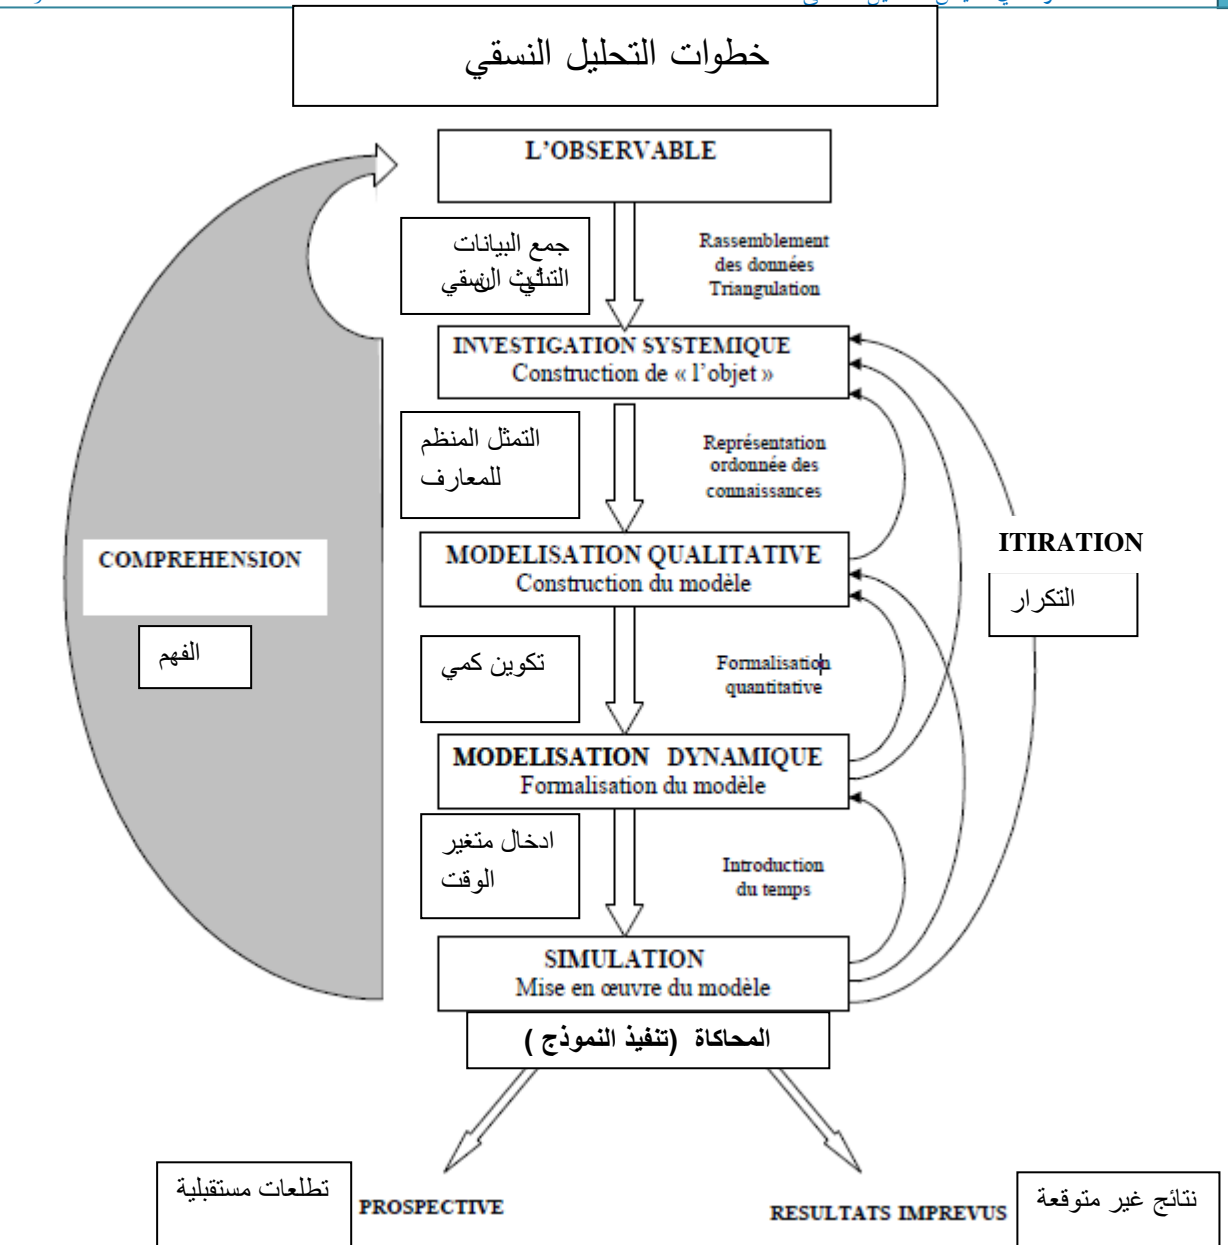 خطوات التحليل النسقي
L'OBSERVABLE
جمع البيانات
النسقي
Rassemblement
des données
Triangulation
INVESTIGATION SYSTEMIQUE
Construction de « l'objet »
التمثل المنظم
للمعارف
Représentation
ordonnée des
connaissances
ITIRATION
التكرار
MODELISATION QUALITATIVE
Construction du modèle
COMPREHENSION
الفهم
تكوين كمي
Formalisation
quantitative
MODELISATION DYNAMIQUE
Formalisation du modèle
ادخال متغير
الوقت
Introduction
du temps
SIMULATION
Mise en œuvre du modèle
المحاكاة (تنفيذ النموذج )
تطلعات مستقبلية
PROSPECTIVE
RESULTATS IMPREVUS
نتائج غير متوقعة